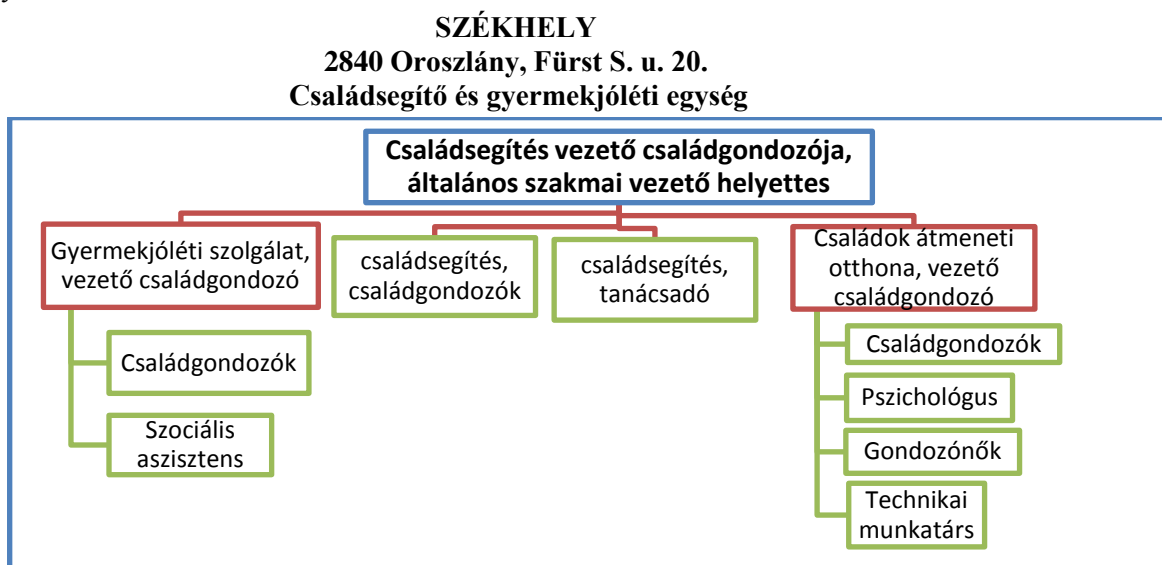 SZÉKHELY
2840 Oroszlány, Fürst S. u. 20.
Családsegítő és gyermekjóléti egység
Családsegítés vezető családgondozója,
általános szakmai vezető helyettes
Gyermekjóléti szolgálat,
vezető családgondozó
családsegítés,
családgondozók
családsegítés,
tanácsadó
Családok átmeneti
otthona, vezető
családgondozó
Családgondozók
Szociális
aszisztens
Családgondozók
Pszichológus
Gondozónők
Technikai
munkatárs